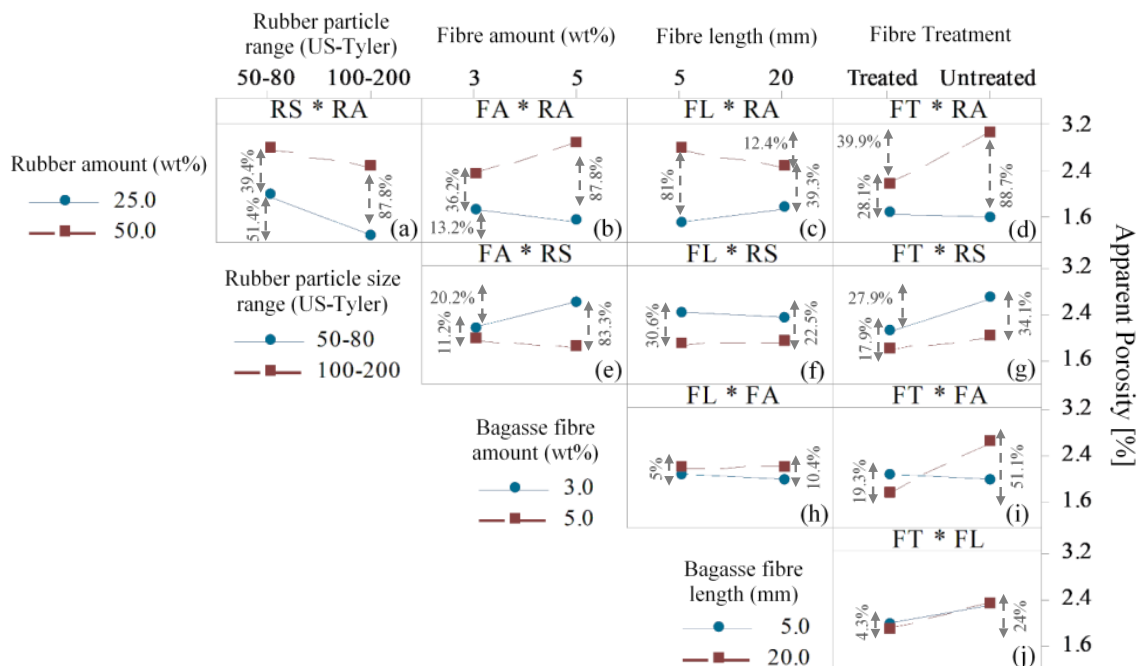 Rubber particle
range (US-Tyler)
Fibre amount (wt%)
Fibre length (mm)
Fibre Treatment
50-80 100-200
3 5
5 20
Treated Untreated
RS * RA
FA * RA
FL * RA
FT * RA
Rubber amount (wt%)
25.0
50.0
39.4%
51.4%
87.8%
(a)
36.2%
13.2%
87.8%
(b)
81%
12.4%
39.3%
(c)
39.9%
28.1%
88.7%
(d)
3.2
2.4
1.6
FA * RS
FL * RS
FT * RS
Rubber particle size
range (US-Tyler)
50-80
100-200
20.2%
11.2%
83.3%
(e)
30.6%
22.5%
(f)
27.9%
17.9%
34.1%
(g)
3.2
2.4
1.6
FL * FA
FT * FA
Bagasse fibre
amount (wt%)
3.0
5.0
5%
10.4%
(h)
19.3%
51.1%
(i)
3.2
2.4
1.6
FT * FL
Bagasse fibre
length (mm)
5.0
20.0
4.3%
24%
(j)
3.2
2.4
1.6
Apparent Porosity [%]